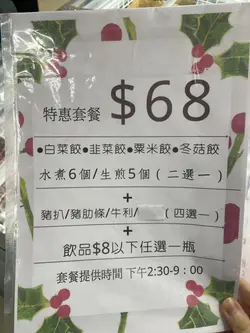 特惠套餐 $68
●白菜餃●韮菜餃●粟米餃●冬菇餃
水煮6個/生煎5個(二選一)
+
豬扒/豬助條/牛利/ (四選一)
+
飲品$8以下任選一瓶
套餐提供時間 下午2:30-9:00